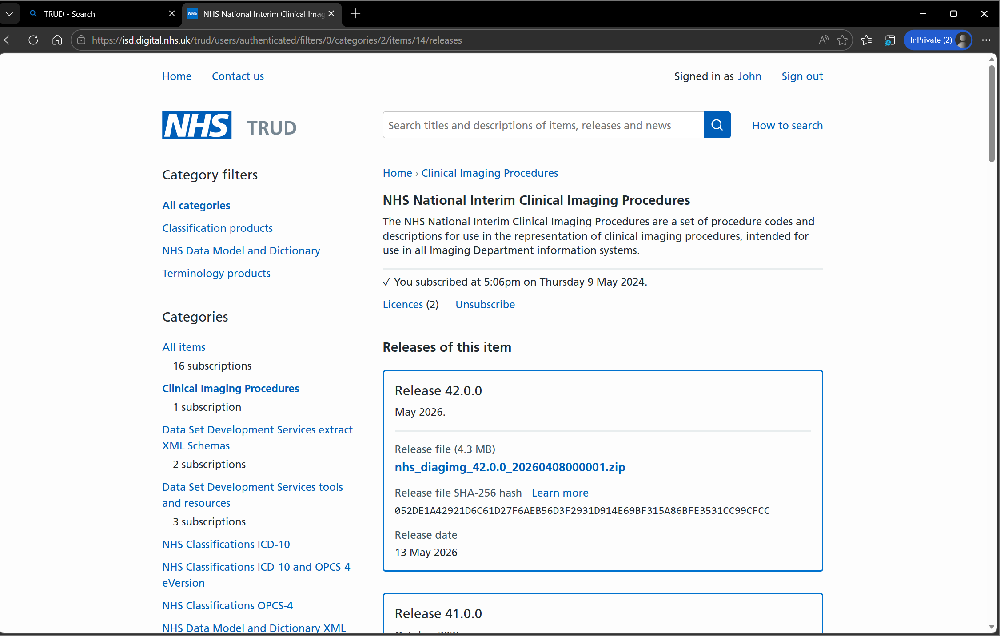 TRUD - Search
NHS National Interim Clinical Imag
https://isd.digital.nhs.uk/trud/users/authenticated/filters/0/categories/2/items/14/releases
InPrivate (2)
Home
Contact us
Signed in as John
Sign out
NHS TRUD
Search titles and descriptions of items, releases and news
How to search
Category filters
All categories
Classification products
NHS Data Model and Dictionary
Terminology products
Categories
All items
16 subscriptions
Clinical Imaging Procedures
1 subscription
Data Set Development Services extract
XML Schemas
2 subscriptions
Data Set Development Services tools
and resources
3 subscriptions
NHS Classifications ICD-10
NHS Classifications ICD-10 and OPCS-4
eVersion
NHS Classifications OPCS-4
NHS Data Model and Dictionary XML
Home › Clinical Imaging Procedures
NHS National Interim Clinical Imaging Procedures
The NHS National Interim Clinical Imaging Procedures are a set of procedure codes and
descriptions for use in the representation of clinical imaging procedures, intended for
use in all Imaging Department information systems.
✓ You subscribed at 5:06pm on Thursday 9 May 2024.
Licences (2)
Unsubscribe
Releases of this item
Release 42.0.0
May 2026.
Release file (4.3 MB)
nhs_diagimg_42.0.0_20260408000001.zip
Release file SHA-256 hash Learn more
052DE1A42921D6C61D27F6AEB56D3F2931D914E69BF315A86BFE3531CC99CFCC
Release date
13 May 2026
Release 41.0.0